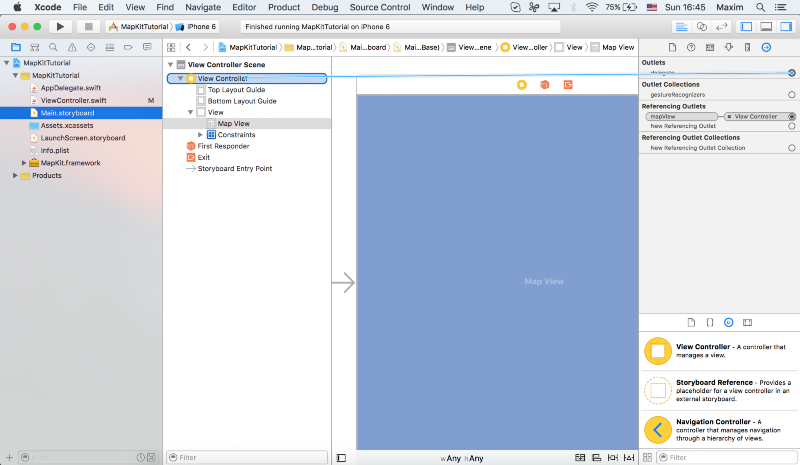 Xcode File Edit View Find Navigate Editor Product Debug Source Control Window Help 75% Sun 16:45 Maxim
MapKitTutorial iPhone 6 Finished running MapKitTutorial on iPhone 6
MapKitTutorial Map...torial Mai...board Mai...Base) View...ene View...oller View Map View
MapKitTutorial
MapKitTutorial
AppDelegate.swift
ViewController.swift M
Main.storyboard
Assets.xcassets
LaunchScreen.storyboard
Info.plist
MapKit.framework
Products
Filter
View Controller Scene
View Controller
Top Layout Guide
Bottom Layout Guide
View
Map View
Constraints
First Responder
Exit
Storyboard Entry Point
Filter
Map View
wAny hAny
Outlets
delegate
Outlet Collections
gestureRecognizers
Referencing Outlets
mapView View Controller
New Referencing Outlet
Referencing Outlet Collections
New Referencing Outlet Collection
View Controller - A controller that
manages a view.
Storyboard Reference - Provides a
placeholder for a view controller in
an external storyboard.
Navigation Controller - A
controller that manages navigation
through a hierarchy of views.
Filter